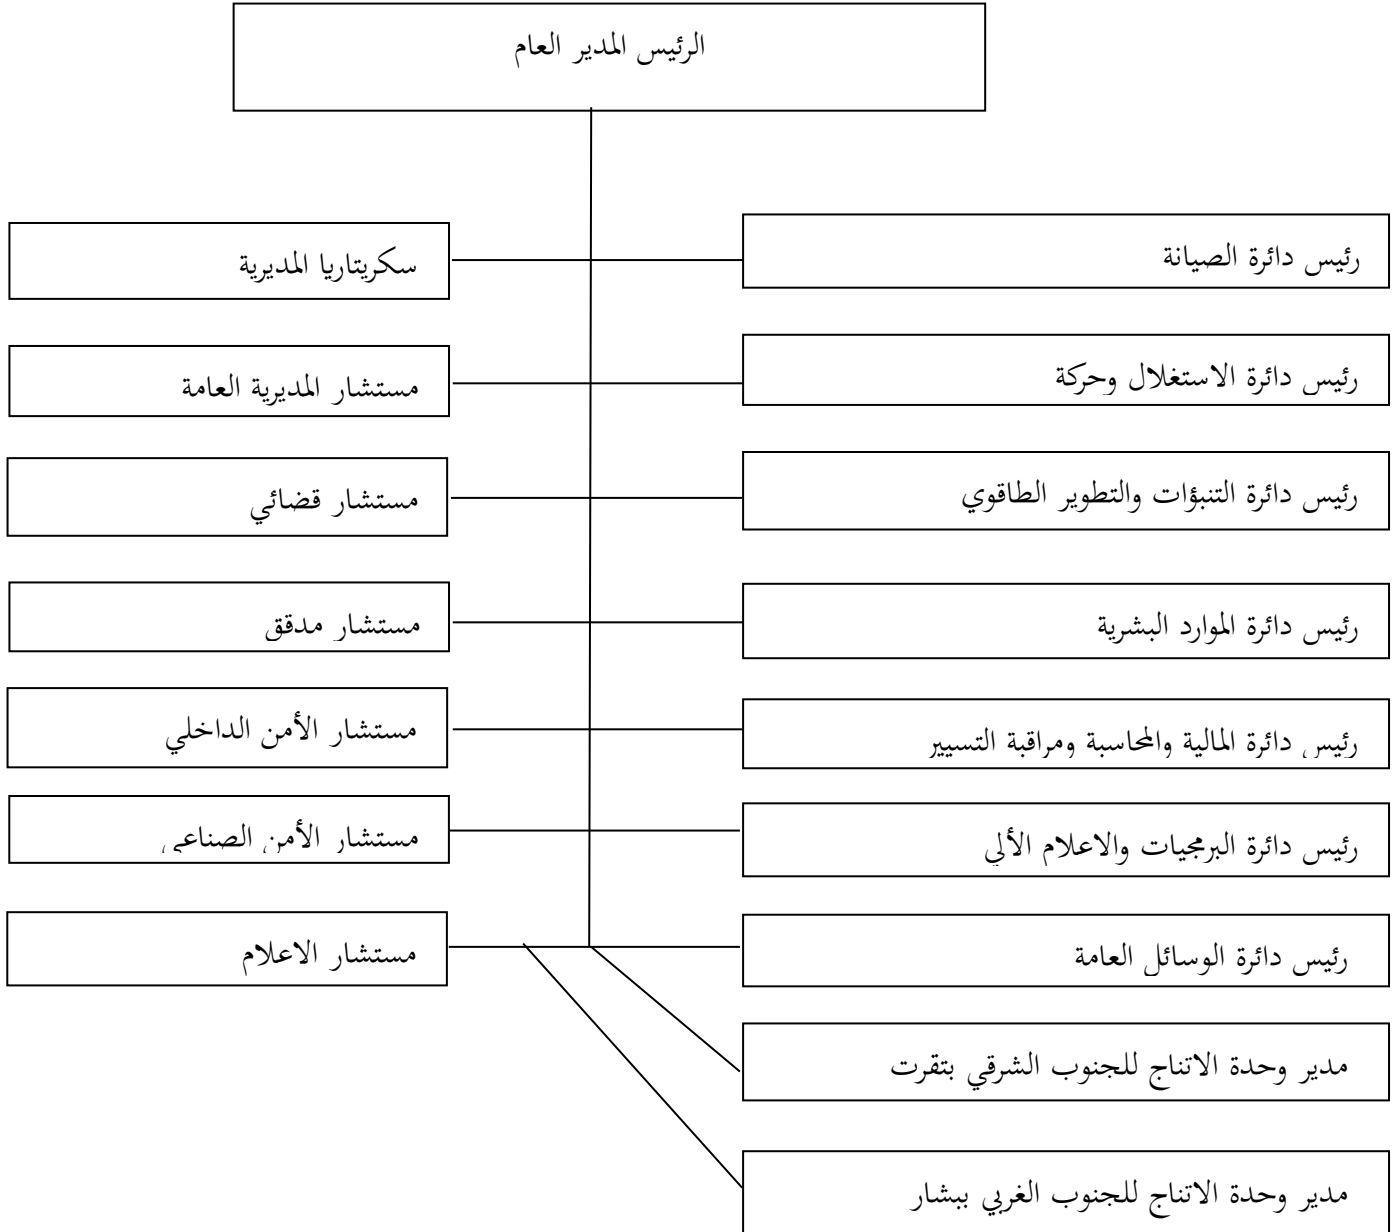 الرئيس المدير العام
رئيس دائرة الصيانة
سكريتاريا المديرية
رئيس دائرة الاستغلال وحركة
مستشار المديرية العامة
رئيس دائرة التنبؤات والتطوير الطاقوي
مستشار قضائي
رئيس دائرة الموارد البشرية
مستشار مدقق
رئيس دائرة المالية والمحاسبة ومراقبة التسيير
مستشار الأمن الداخلي
رئيس دائرة البرمجيات والاعلام الألي
مستشار الأمن الصناعي
رئيس دائرة الوسائل العامة
مستشار الاعلام
مدير وحدة الاتناج للجنوب الشرقي بتقرت
مدير وحدة الاتناج للجنوب الغربي ببشار